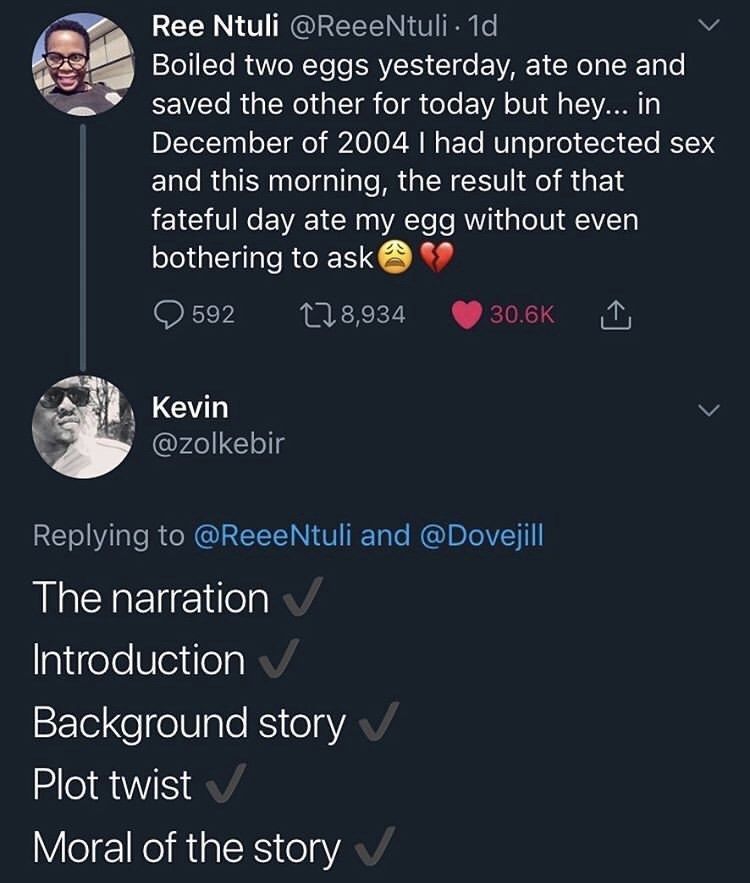 Ree Ntuli @ReeeNtuli · 1d
Boiled two eggs yesterday, ate one and
saved the other for today but hey... in
December of 2004 I had unprotected sex
and this morning, the result of that
fateful day ate my egg without even
bothering to ask😩💔
592 8,934 30.6K
Kevin
@zolkebir
Replying to @ReeeNtuli and @Dovejill
The narration ✔
Introduction ✔
Background story ✔
Plot twist ✔
Moral of the story ✔